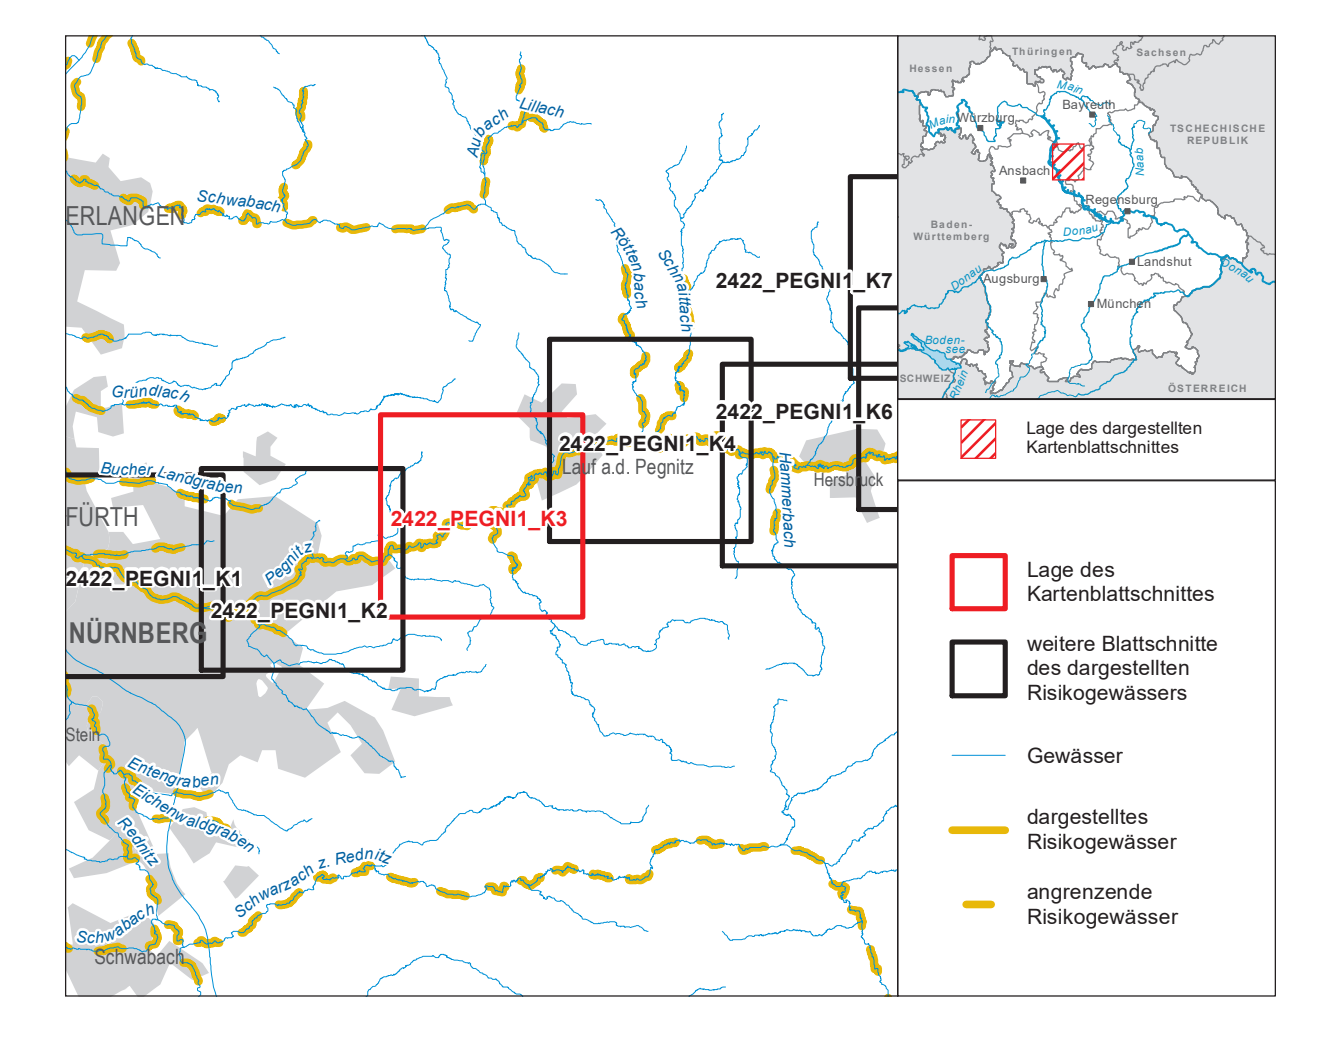 Lillach
Aubach
Schwabach
ERLANGEN
Röttenbach
Schnaittach
2422_PEGNI1_K7
Gründlach
2422_PEGNI1_K6
2422_PEGNI1_K4
Lauf a.d. Pegnitz
Hersbruck
Hammerbach
Bucher Landgraben
FÜRTH
2422_PEGNI1_K3
Pegnitz
2422_PEGNI1_K1
2422_PEGNI1_K2
NÜRNBERG
Stein
Entengraben
Eichenwaldgraben
Rednitz
Schwarzach z. Rednitz
Schwabach
Schwabach
Thüringen
Sachsen
Hessen
Main
Bayreuth
Main
Würzburg
TSCHECHISCHE
REPUBLIK
Naab
Ansbach
Regensburg
Baden-
Württemberg
Donau
Landshut
Donau
Donau
Augsburg
München
Boden-
see
SCHWEIZ
Rhein
ÖSTERREICH
Lage des dargestellten
Kartenblattschnittes
Lage des
Kartenblattschnittes
weitere Blattschnitte
des dargestellten
Risikogewässers
Gewässer
dargestelltes
Risikogewässer
angrenzende
Risikogewässer